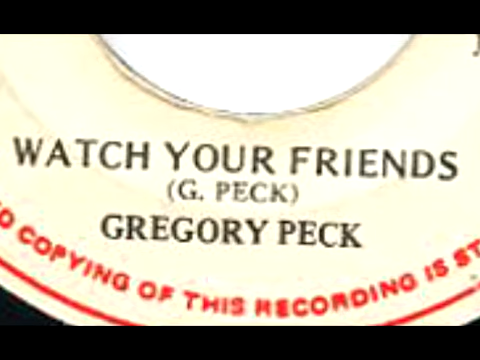 WATCH YOUR FRIENDS
(G. PECK)
GREGORY PECK
COPYING OF THIS RECORDING IS